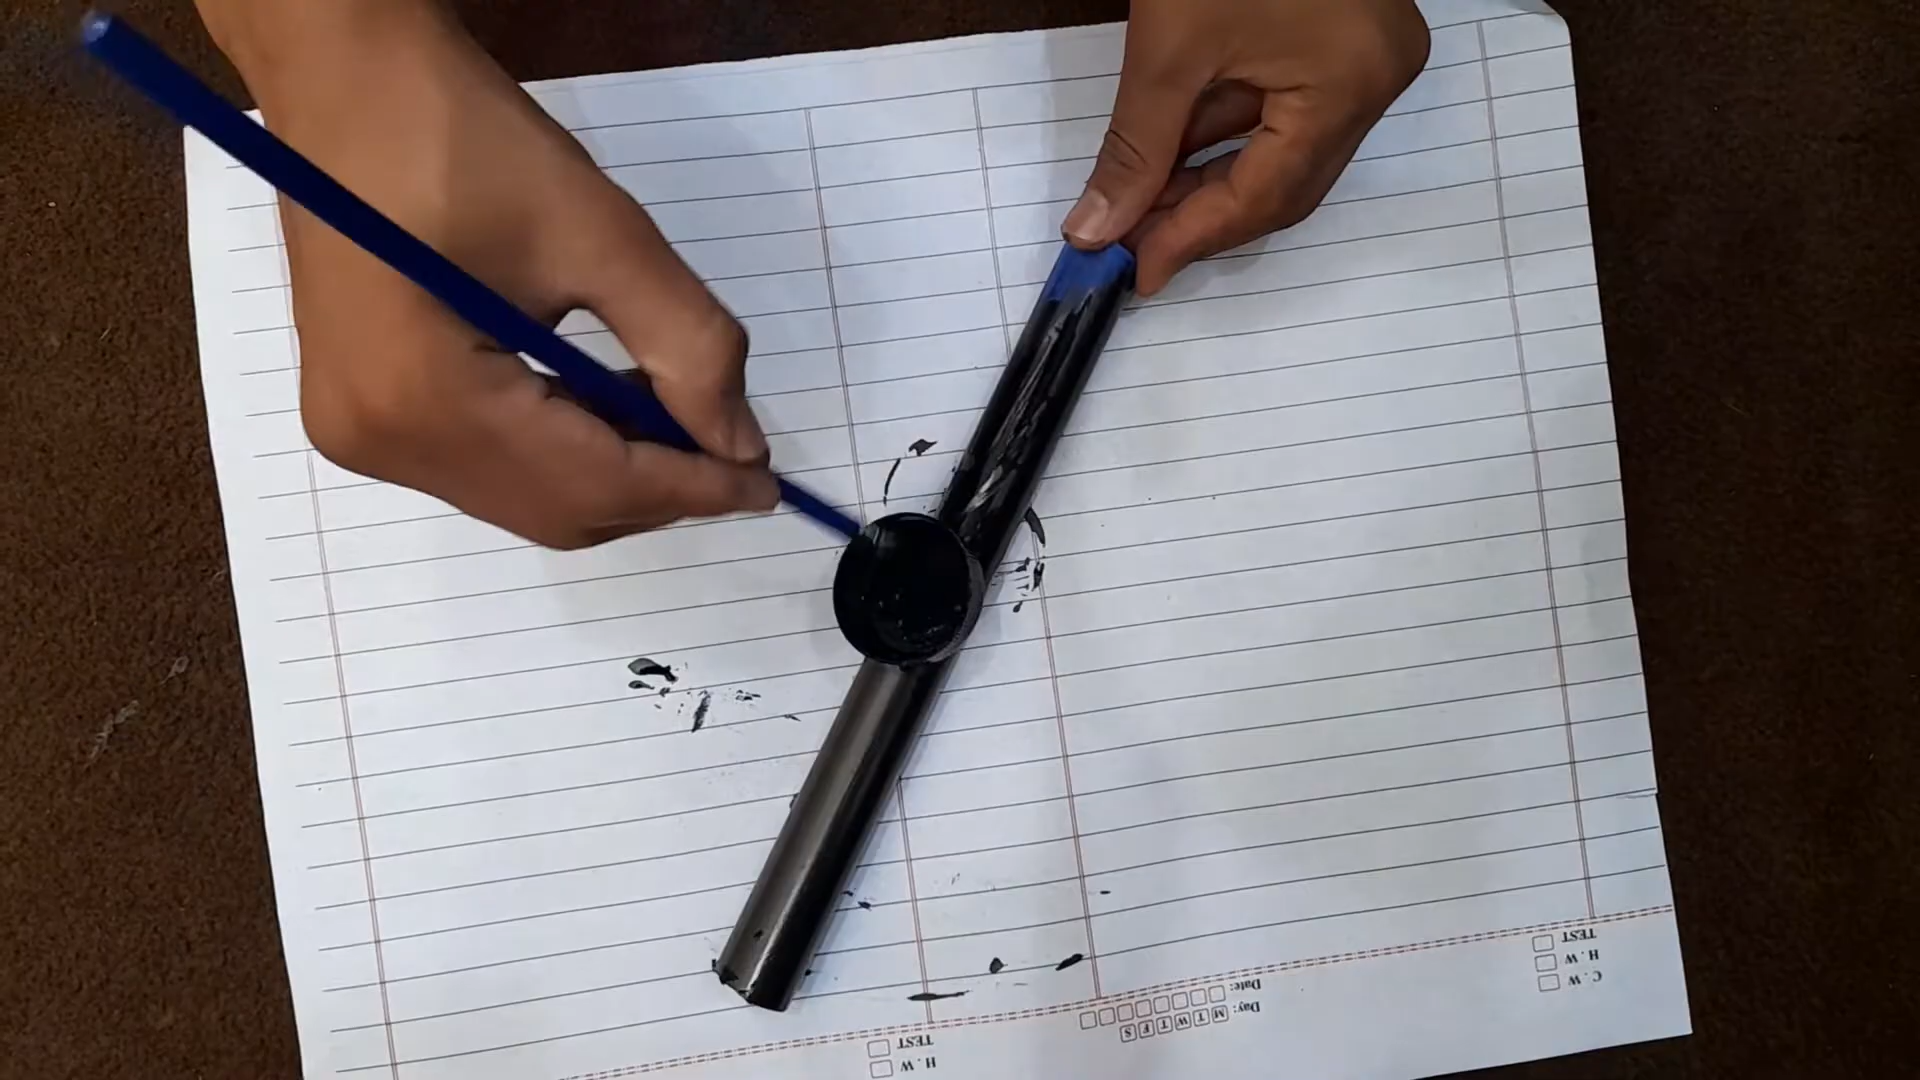 C. W
H. W
TEST
Date:
Day: M T W T F S
H. W
TEST